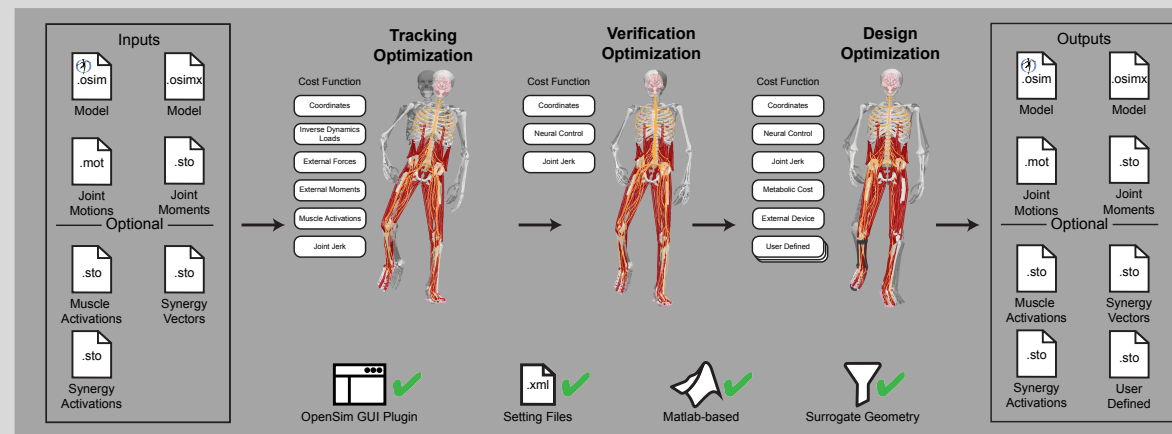 Inputs
.osim
Model
.osimx
Model
.mot
Joint
Motions
.sto
Joint
Moments
Optional
.sto
Muscle
Activations
.sto
Synergy
Vectors
.sto
Synergy
Activations
Tracking
Optimization
Cost Function
Coordinates
Inverse Dynamics
Loads
External Forces
External Moments
Muscle Activations
Joint Jerk
Verification
Optimization
Cost Function
Coordinates
Neural Control
Joint Jerk
Design
Optimization
Cost Function
Coordinates
Neural Control
Joint Jerk
Metabolic Cost
External Device
User Defined
Outputs
.osim
Model
.osimx
Model
.mot
Joint
Motions
.sto
Joint
Moments
Optional
.sto
Muscle
Activations
.sto
Synergy
Vectors
.sto
Synergy
Activations
.sto
User
Defined
OpenSim GUI Plugin
.xml
Setting Files
Matlab-based
Surrogate Geometry